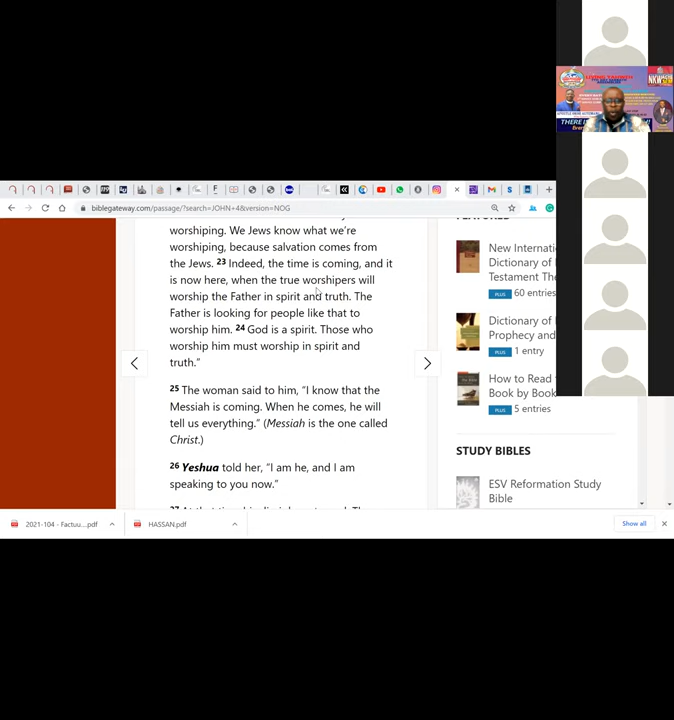 LIVING YAHWEH
THERE I
biblegateway.com/passage/?search=JOHN+4&version=NOG
worshiping. We Jews know what we're
worshiping, because salvation comes from
the Jews. 23 Indeed, the time is coming, and it
is now here, when the true worshipers will
worship the Father in spirit and truth. The
Father is looking for people like that to
worship him. 24 God is a spirit. Those who
worship him must worship in spirit and
truth."
25 The woman said to him, "I know that the
Messiah is coming. When he comes, he will
tell us everything." (Messiah is the one called
Christ.)
26 Yeshua told her, "I am he, and I am
speaking to you now."
New Internati
Dictionary of
Testament The
PLUS 60 entries
Dictionary of
Prophecy and
PLUS 1 entry
How to Read
Book by Book
PLUS 5 entries
STUDY BIBLES
ESV Reformation Study
Bible
2021-104 - Factuu....pdf
HASSAN.pdf
Show all